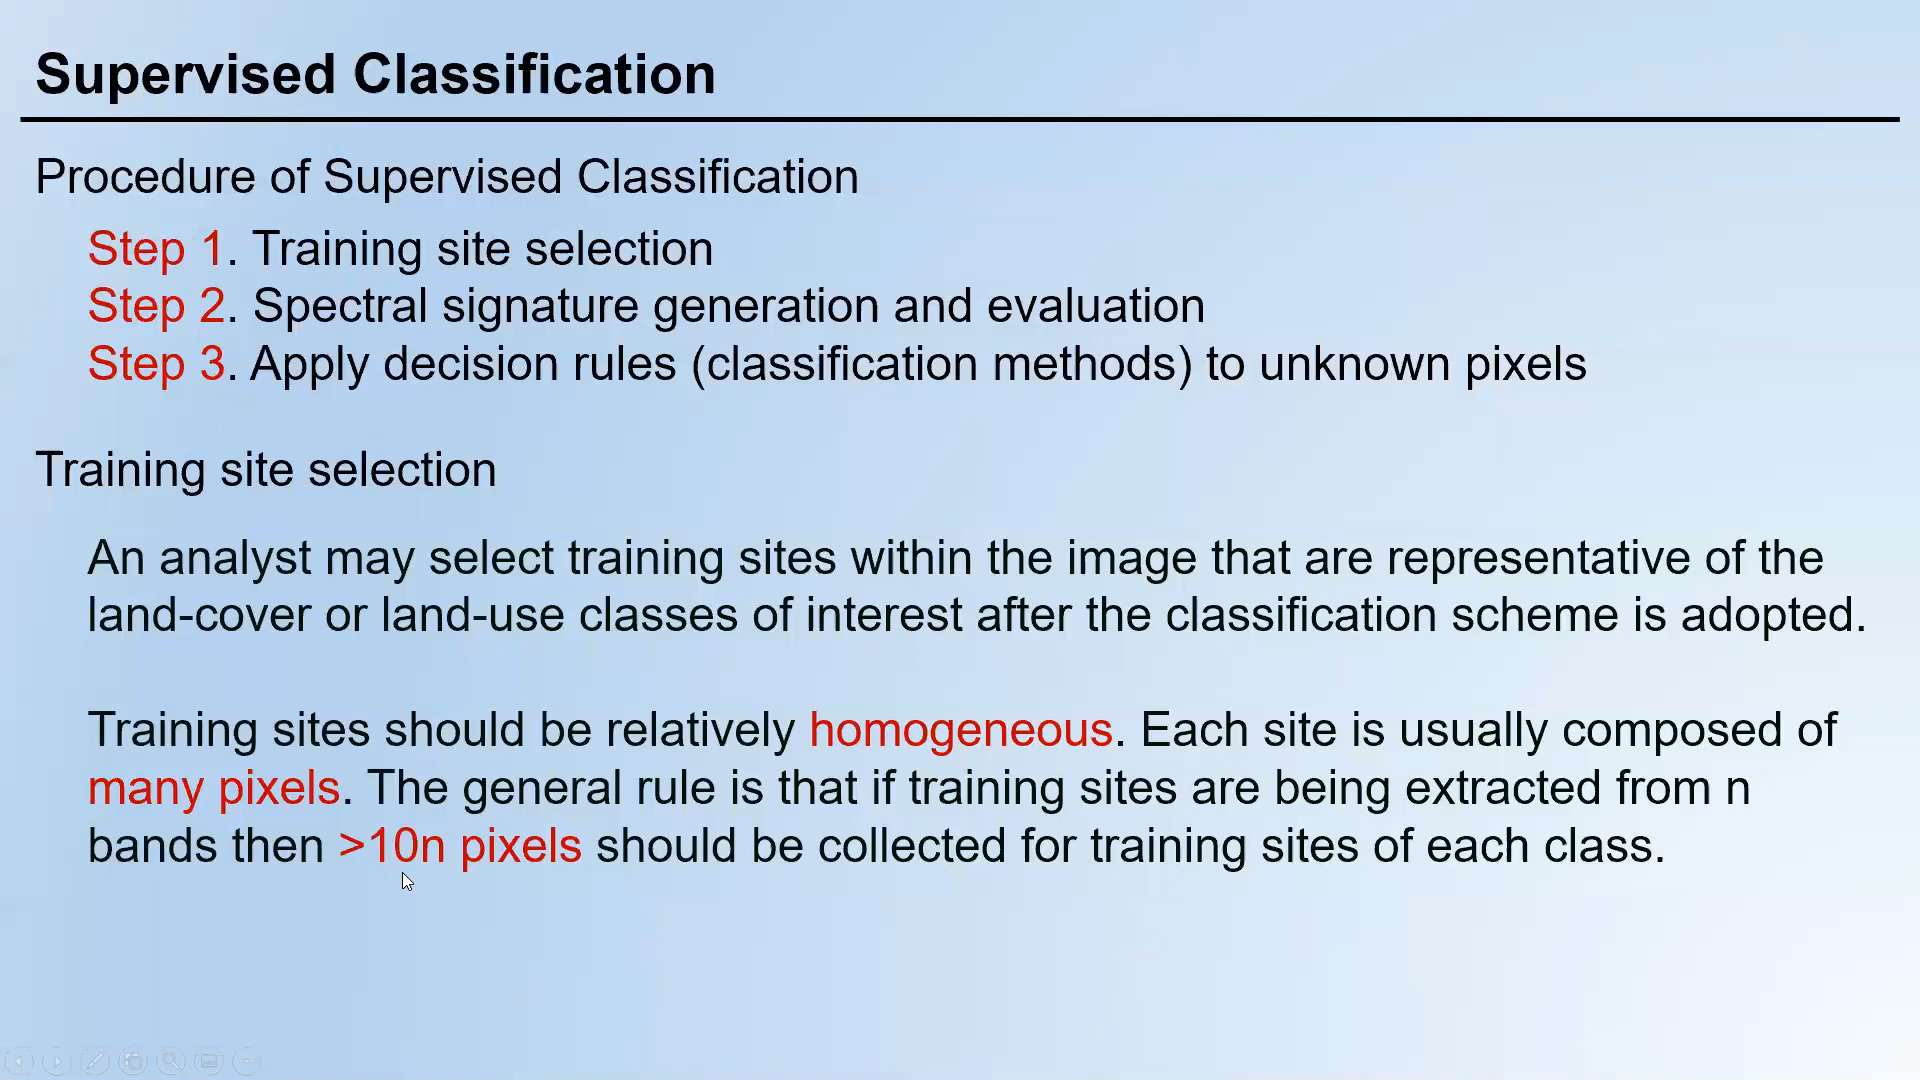 Supervised Classification
Procedure of Supervised Classification
Step 1. Training site selection
Step 2. Spectral signature generation and evaluation
Step 3. Apply decision rules (classification methods) to unknown pixels
Training site selection
An analyst may select training sites within the image that are representative of the
land-cover or land-use classes of interest after the classification scheme is adopted.
Training sites should be relatively homogeneous. Each site is usually composed of
many pixels. The general rule is that if training sites are being extracted from n
bands then >10n pixels should be collected for training sites of each class.